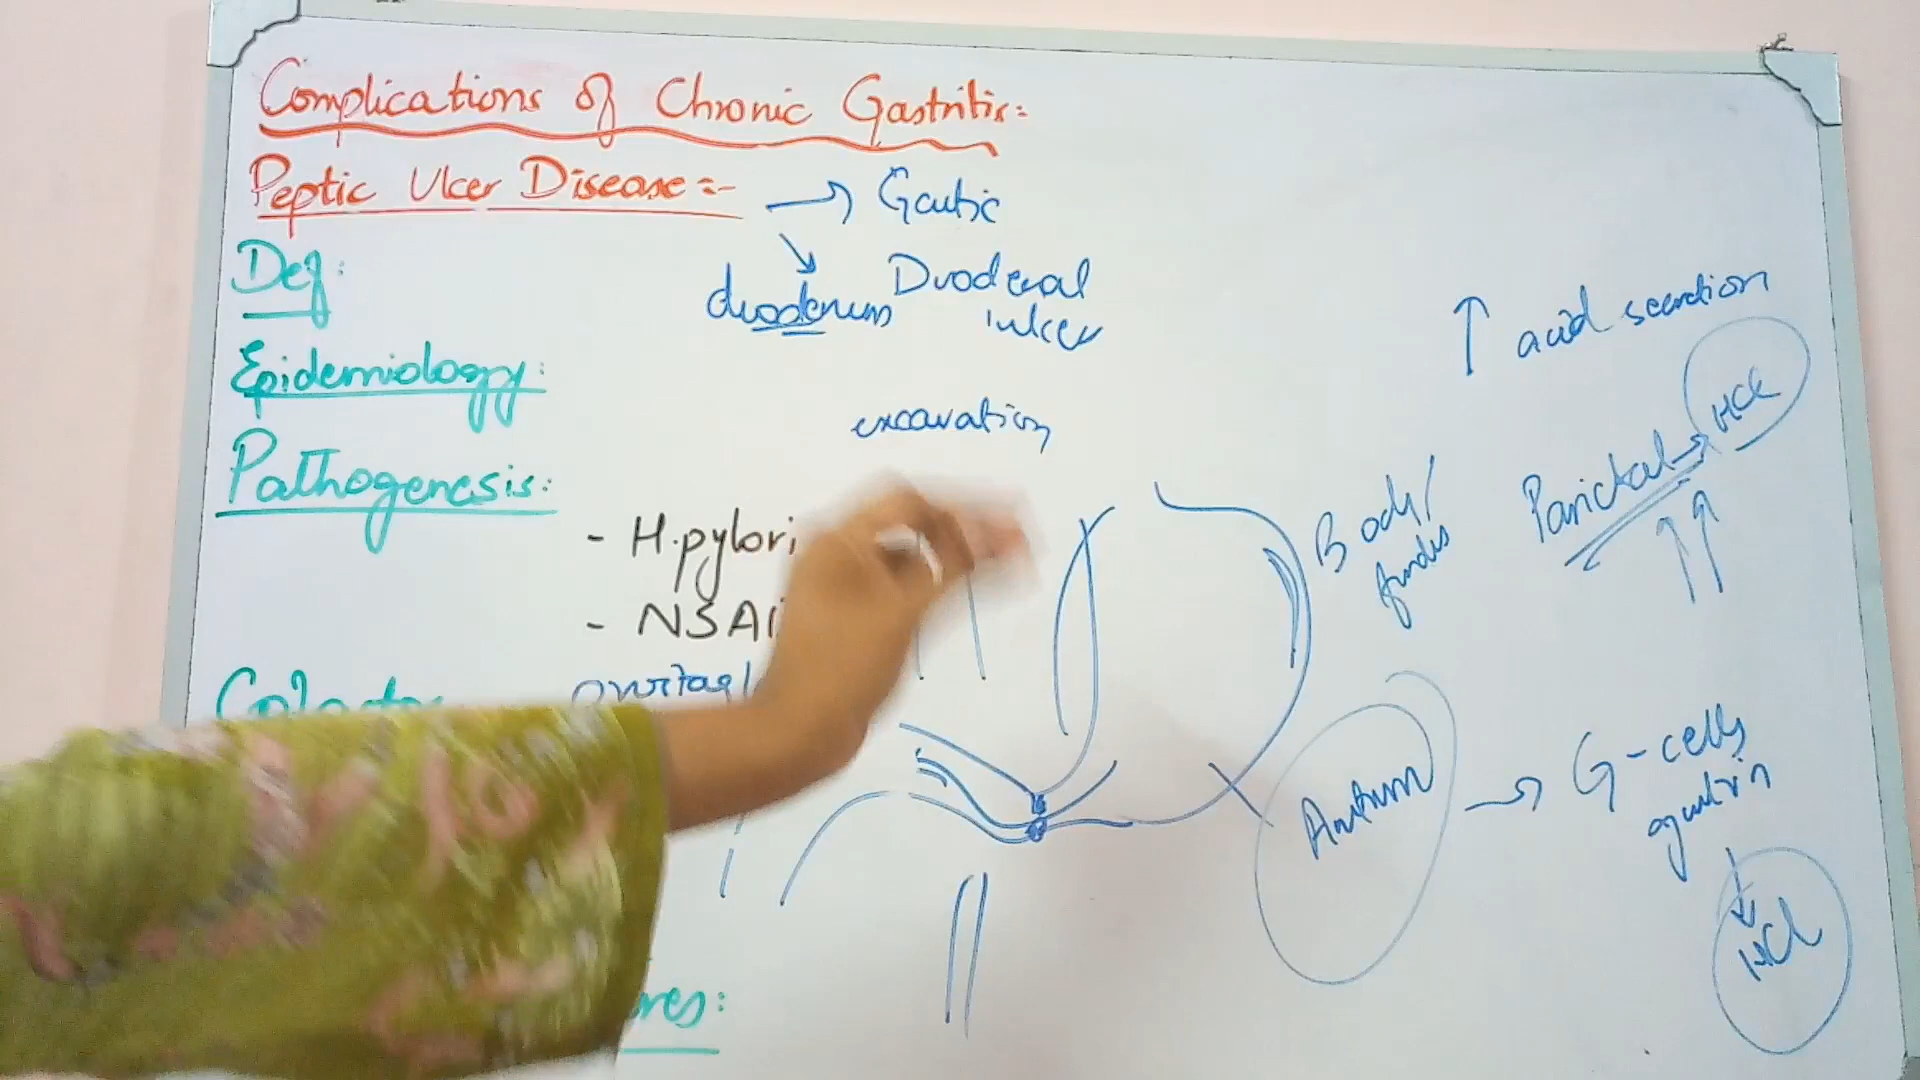 Complications of Chronic Gastritis:
Peptic Ulcer Disease:-
→ Gastric
Def:
duodenum
Duodenal
ulcer
Epidemiology:
excavation
Pathogenesis:
- H.pylori
- NSAI
↑ acid secretion
Parietal → HCl
↑↑
Body/
fundus
Antrum → G-cells
gastrin
↓
HCl
res: